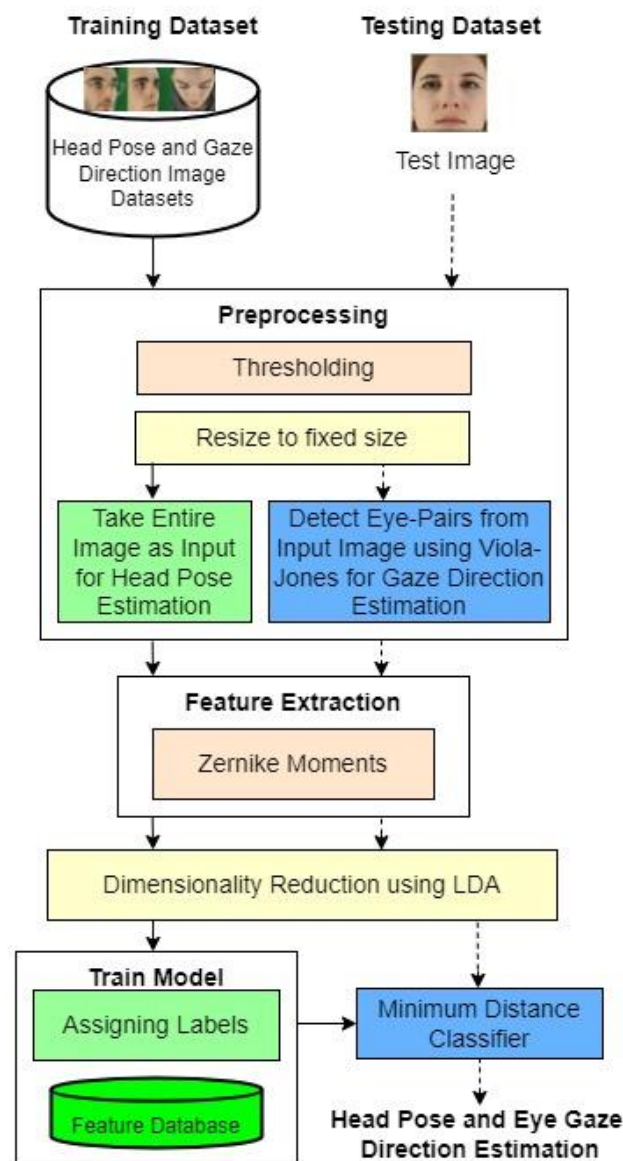 Training Dataset
Testing Dataset
Head Pose and Gaze
Direction Image
Datasets
Test Image
Preprocessing
Thresholding
Resize to fixed size
Take Entire
Image as Input
for Head Pose
Estimation
Detect Eye-Pairs from
Input Image using Viola-
Jones for Gaze Direction
Estimation
Feature Extraction
Zernike Moments
Dimensionality Reduction using LDA
Train Model
Assigning Labels
Feature Database
Minimum Distance
Classifier
Head Pose and Eye Gaze
Direction Estimation